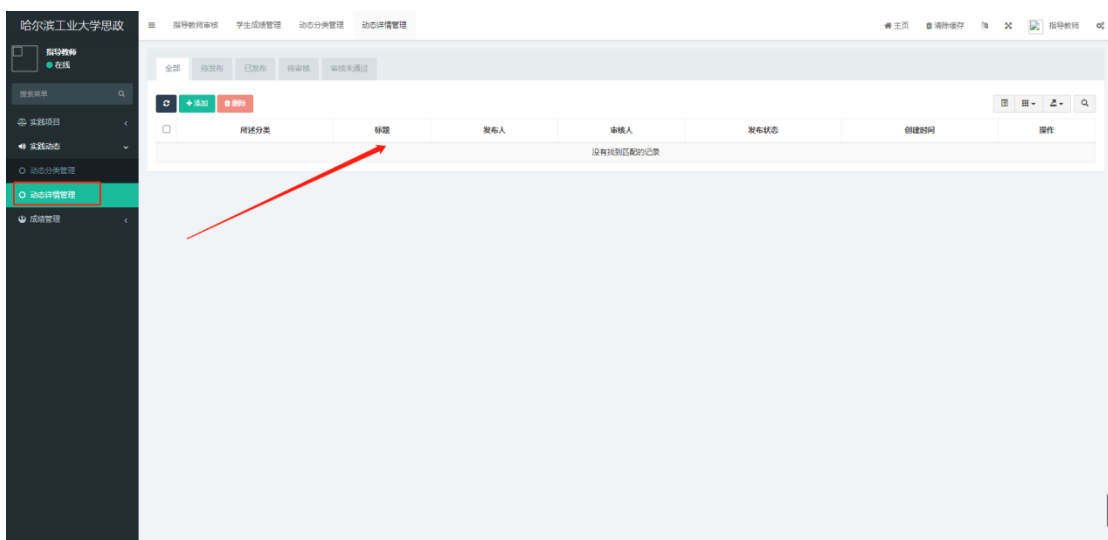 哈尔滨工业大学思政
指导教师审核 学生成绩管理 动态分类管理 动态详情管理
主页 清除缓存 指导教师
指导教师
在线
全部 待发布 已发布 待审核 审核未通过
搜索菜单
添加 删除
实践项目
所述分类 标题 发布人 审核人 发布状态 创建时间 操作
实践动态
没有找到匹配的记录
动态分类管理
动态详情管理
成绩管理